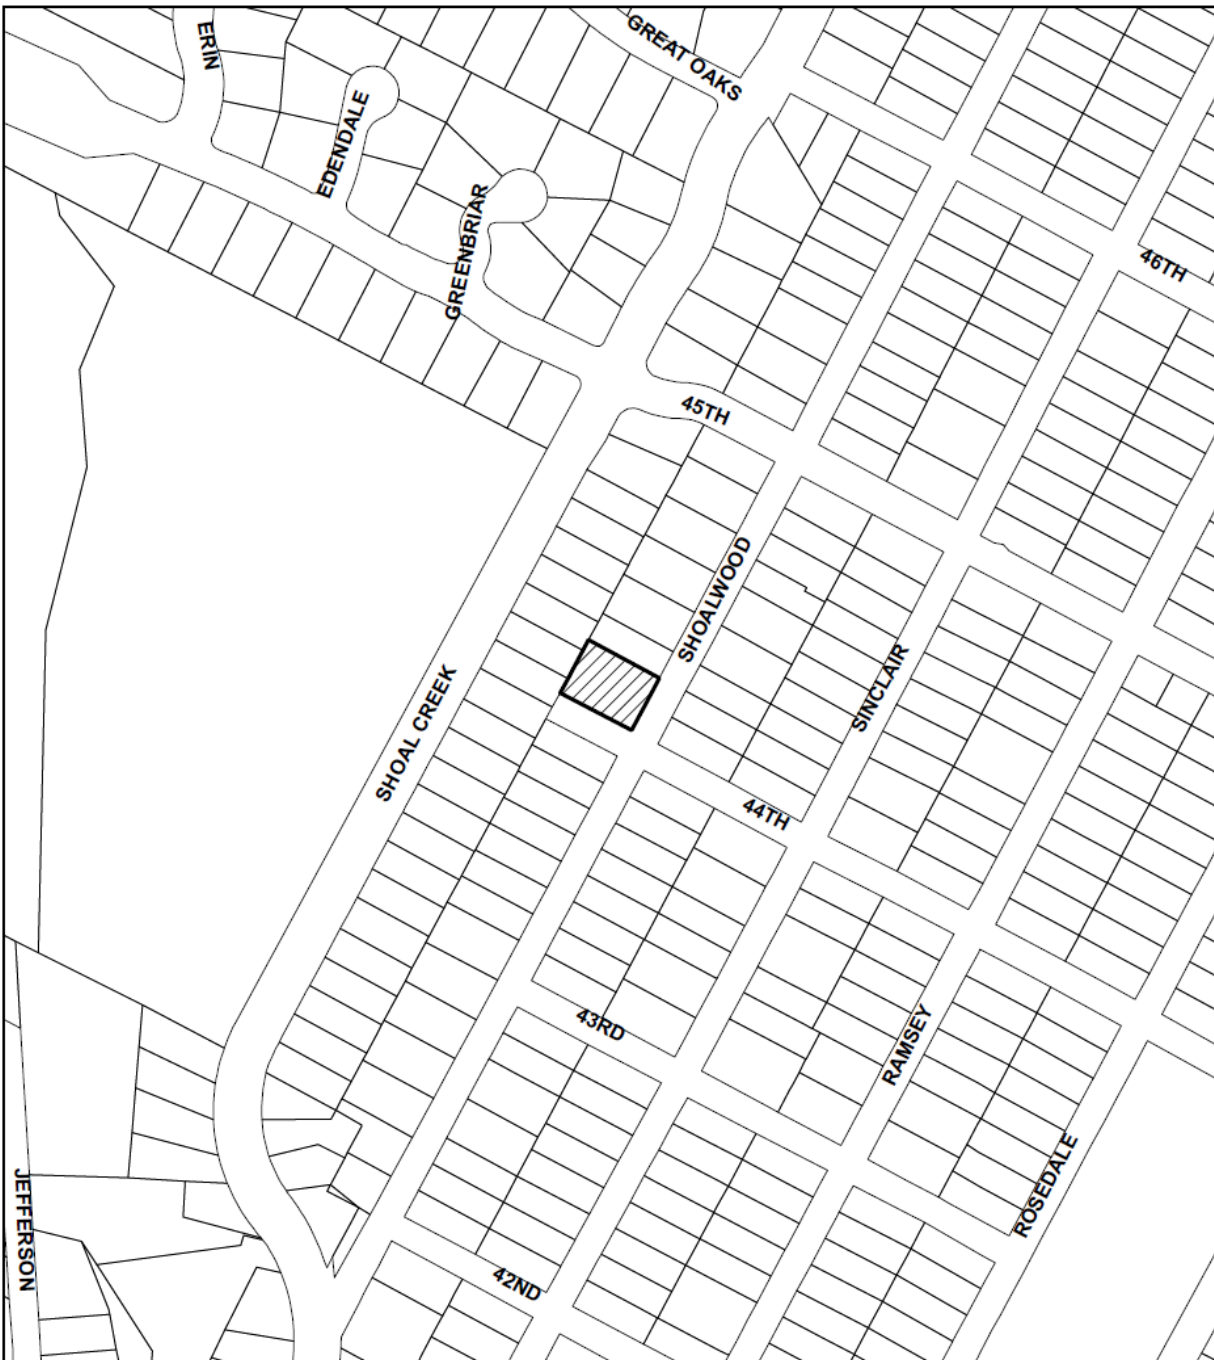 ERIN
GREAT OAKS
EDENDALE
GREENBRIAR
46TH
45TH
SHOALWOOD
SINCLAIR
SHOAL CREEK
44TH
43RD
RAMSEY
ROSEDALE
JEFFERSON
42ND